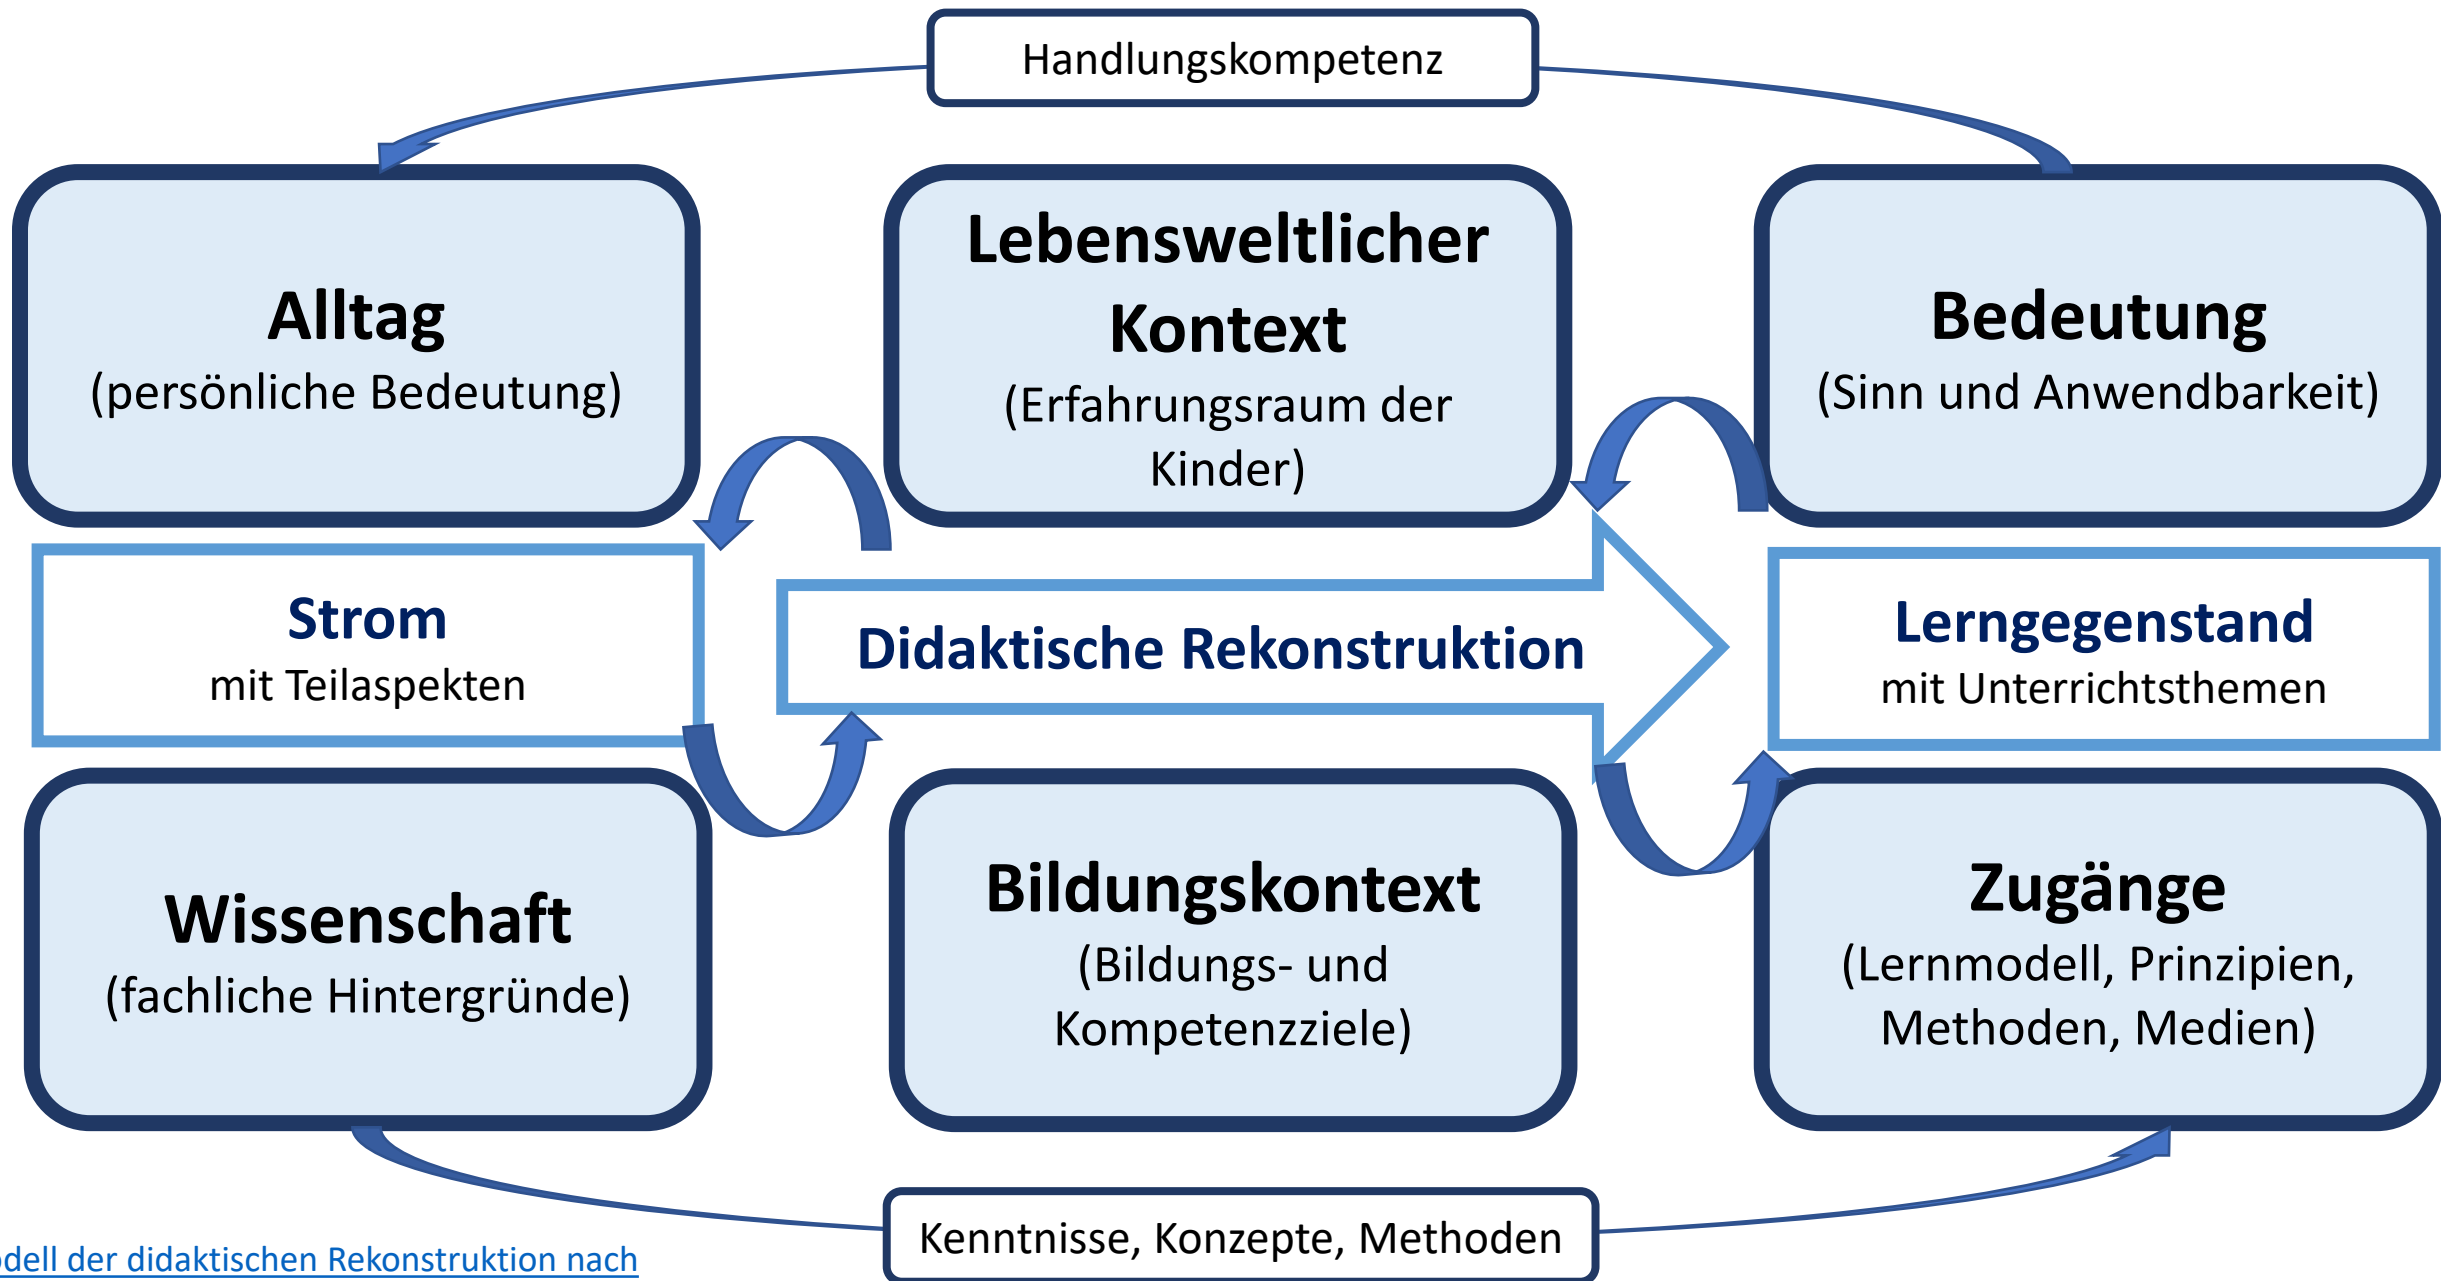 Handlungskompetenz
Alltag
(persönliche Bedeutung)
Lebensweltlicher
Kontext
(Erfahrungsraum der
Kinder)
Bedeutung
(Sinn und Anwendbarkeit)
Strom
mit Teilaspekten
Didaktische Rekonstruktion
Lerngegenstand
mit Unterrichtsthemen
Wissenschaft
(fachliche Hintergründe)
Bildungskontext
(Bildungs- und
Kompetenzziele)
Zugänge
(Lernmodell, Prinzipien,
Methoden, Medien)
Kenntnisse, Konzepte, Methoden
dell der didaktischen Rekonstruktion nach